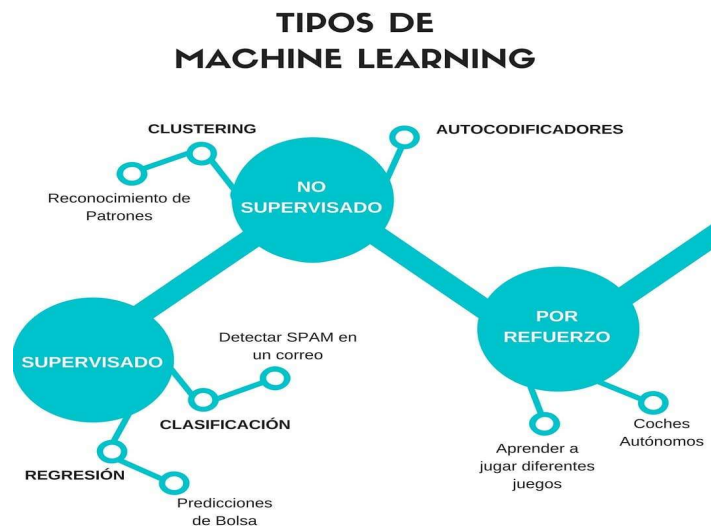 TIPOS DE
MACHINE LEARNING
CLUSTERING
AUTOCODIFICADORES
Reconocimiento de
Patrones
NO
SUPERVISADO
POR
REFUERZO
SUPERVISADO
Detectar SPAM en
un correo
CLASIFICACIÓN
REGRESIÓN
Predicciones
de Bolsa
Aprender a
jugar diferentes
juegos
Coches
Autónomos